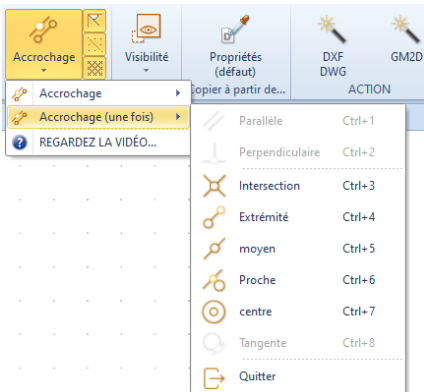 Accrochage
Visibilité
Propriétés
(défaut)
DXF
DWG
GM2D
opier à partir de...
ACTION
Accrochage
Accrochage (une fois)
REGARDEZ LA VIDÉO...
Paralléle Ctrl+1
Perpendiculaire Ctrl+2
Intersection Ctrl+3
Extrémité Ctrl+4
moyen Ctrl+5
Proche Ctrl+6
centre Ctrl+7
Tangente Ctrl+8
Quitter